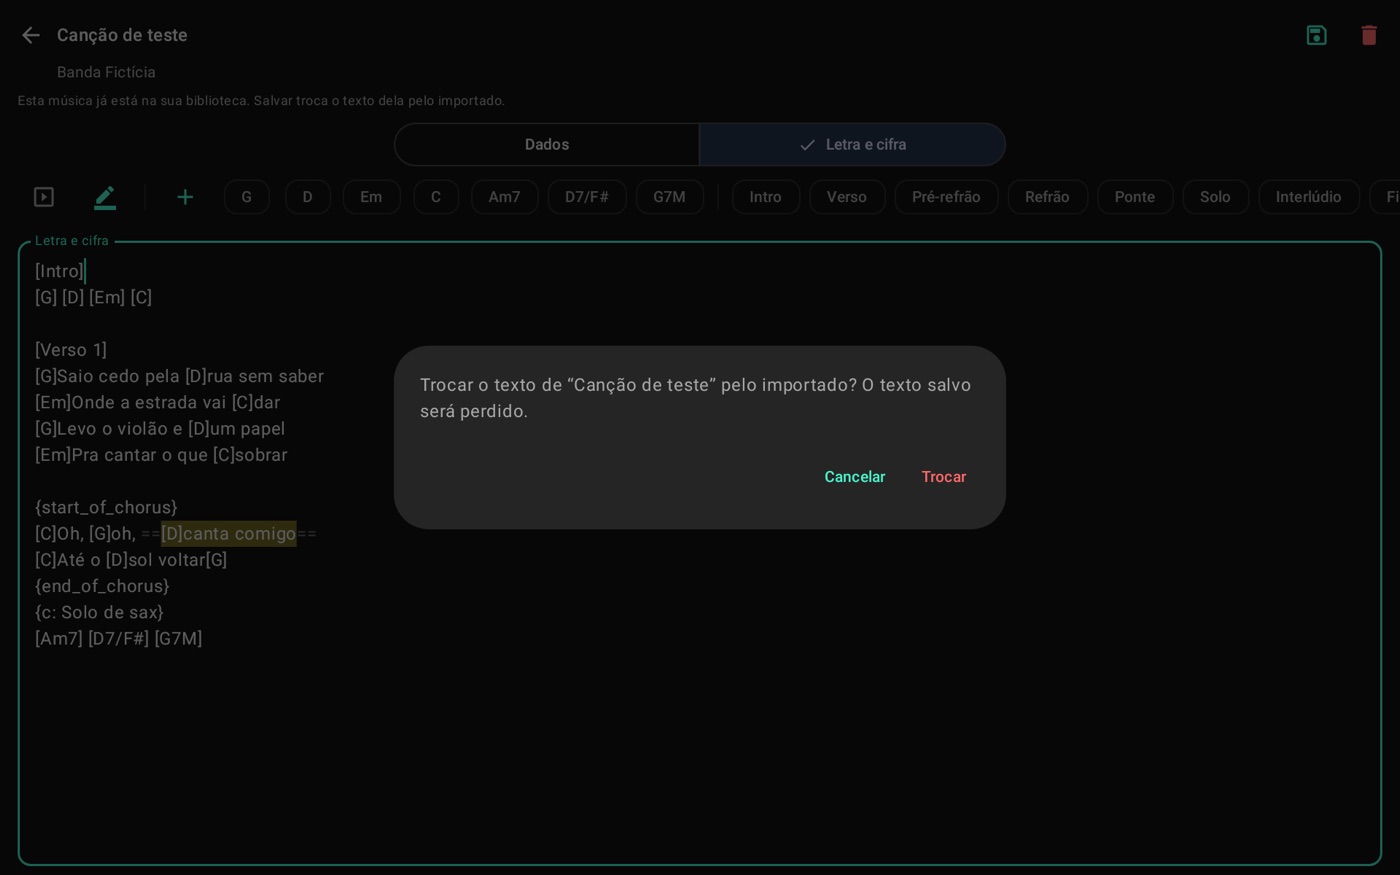 Canção de teste
Banda Fictícia
Esta música já está na sua biblioteca. Salvar troca o texto dela pelo importado.
Dados
Letra e cifra
G D Em C Am7 D7/F# G7M Intro Verso Pré-refrão Refrão Ponte Solo Interlúdio
Letra e cifra
[Intro]
[G] [D] [Em] [C]
[Verso 1]
[G]Saio cedo pela [D]rua sem saber
[Em]Onde a estrada vai [C]dar
[G]Levo o violão e [D]um papel
[Em]Pra cantar o que [C]sobrar
{start_of_chorus}
[C]Oh, [G]oh, ==[D]canta comigo==
[C]Até o [D]sol voltar[G]
{end_of_chorus}
{c: Solo de sax}
[Am7] [D7/F#] [G7M]
Trocar o texto de “Canção de teste” pelo importado? O texto salvo
será perdido.
Cancelar
Trocar